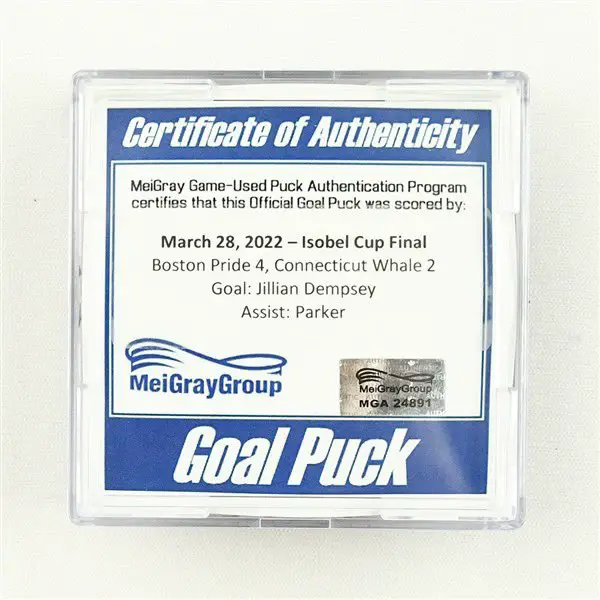 Certificate of Authenticity
MeiGray Game-Used Puck Authentication Program
certifies that this Official Goal Puck was scored by:
March 28, 2022 – Isobel Cup Final
Boston Pride 4, Connecticut Whale 2
Goal: Jillian Dempsey
Assist: Parker
MeiGrayGroup
MeiGrayGroup
MGA 24891
Goal Puck